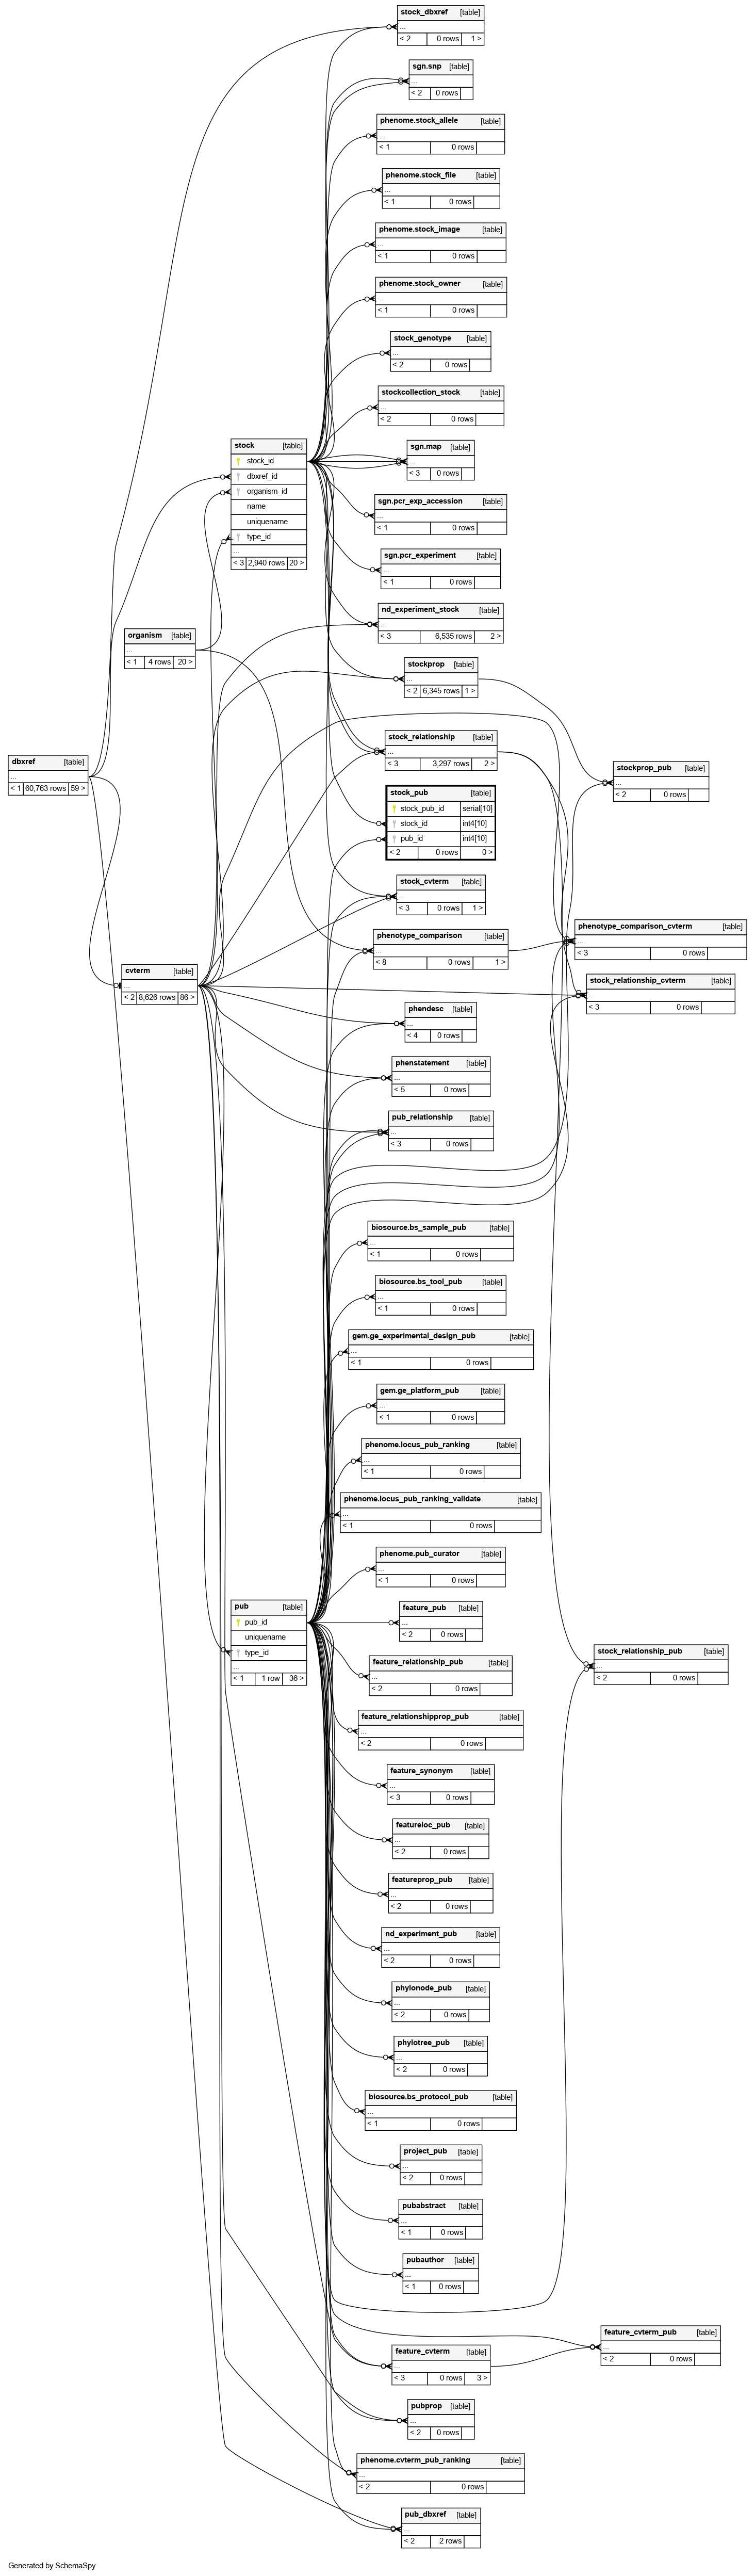 stock_dbxref [table]
...
< 2 0 rows 1 >
sgn.snp [table]
...
< 2 0 rows
phenome.stock_allele [table]
...
< 1 0 rows
phenome.stock_file [table]
...
< 1 0 rows
phenome.stock_image [table]
...
< 1 0 rows
phenome.stock_owner [table]
...
< 1 0 rows
stock_genotype [table]
...
< 2 0 rows
stockcollection_stock [table]
...
< 2 0 rows
stock [table]
stock_id
dbxref_id
organism_id
name
uniquename
type_id
...
< 3 2,940 rows 20 >
sgn.map [table]
...
< 3 0 rows
sgn.pcr_exp_accession [table]
...
< 1 0 rows
sgn.pcr_experiment [table]
...
< 1 0 rows
nd_experiment_stock [table]
...
< 3 6,535 rows 2 >
organism [table]
...
< 1 4 rows 20 >
stockprop [table]
...
< 2 6,345 rows 1 >
stock_relationship [table]
...
< 3 3,297 rows 2 >
dbxref [table]
...
< 1 60,763 rows 59 >
stockprop_pub [table]
...
< 2 0 rows
stock_pub [table]
stock_pub_id serial[10]
stock_id int4[10]
pub_id int4[10]
< 2 0 rows 0 >
stock_cvterm [table]
...
< 3 0 rows 1 >
phenotype_comparison [table]
...
< 8 0 rows 1 >
phenotype_comparison_cvterm [table]
...
< 3 0 rows
cvterm [table]
...
< 2 8,626 rows 86 >
stock_relationship_cvterm [table]
...
< 3 0 rows
phendesc [table]
...
< 4 0 rows
phenstatement [table]
...
< 5 0 rows
pub_relationship [table]
...
< 3 0 rows
biosource.bs_sample_pub [table]
...
< 1 0 rows
biosource.bs_tool_pub [table]
...
< 1 0 rows
gem.ge_experimental_design_pub [table]
...
< 1 0 rows
gem.ge_platform_pub [table]
...
< 1 0 rows
phenome.locus_pub_ranking [table]
...
< 1 0 rows
phenome.locus_pub_ranking_validate [table]
...
< 1 0 rows
phenome.pub_curator [table]
...
< 1 0 rows
pub [table]
pub_id
uniquename
type_id
...
< 1 1 row 36 >
feature_pub [table]
...
< 2 0 rows
feature_relationship_pub [table]
...
< 2 0 rows
stock_relationship_pub [table]
...
< 2 0 rows
feature_relationshipprop_pub [table]
...
< 2 0 rows
feature_synonym [table]
...
< 3 0 rows
featureloc_pub [table]
...
< 2 0 rows
featureprop_pub [table]
...
< 2 0 rows
nd_experiment_pub [table]
...
< 2 0 rows
phylonode_pub [table]
...
< 2 0 rows
phylotree_pub [table]
...
< 2 0 rows
biosource.bs_protocol_pub [table]
...
< 1 0 rows
project_pub [table]
...
< 2 0 rows
pubabstract [table]
...
< 1 0 rows
pubauthor [table]
...
< 1 0 rows
feature_cvterm_pub [table]
...
< 2 0 rows
feature_cvterm [table]
...
< 3 0 rows 3 >
pubprop [table]
...
< 2 0 rows
phenome.cvterm_pub_ranking [table]
...
< 2 0 rows
pub_dbxref [table]
...
< 2 2 rows
Generated by SchemaSpy